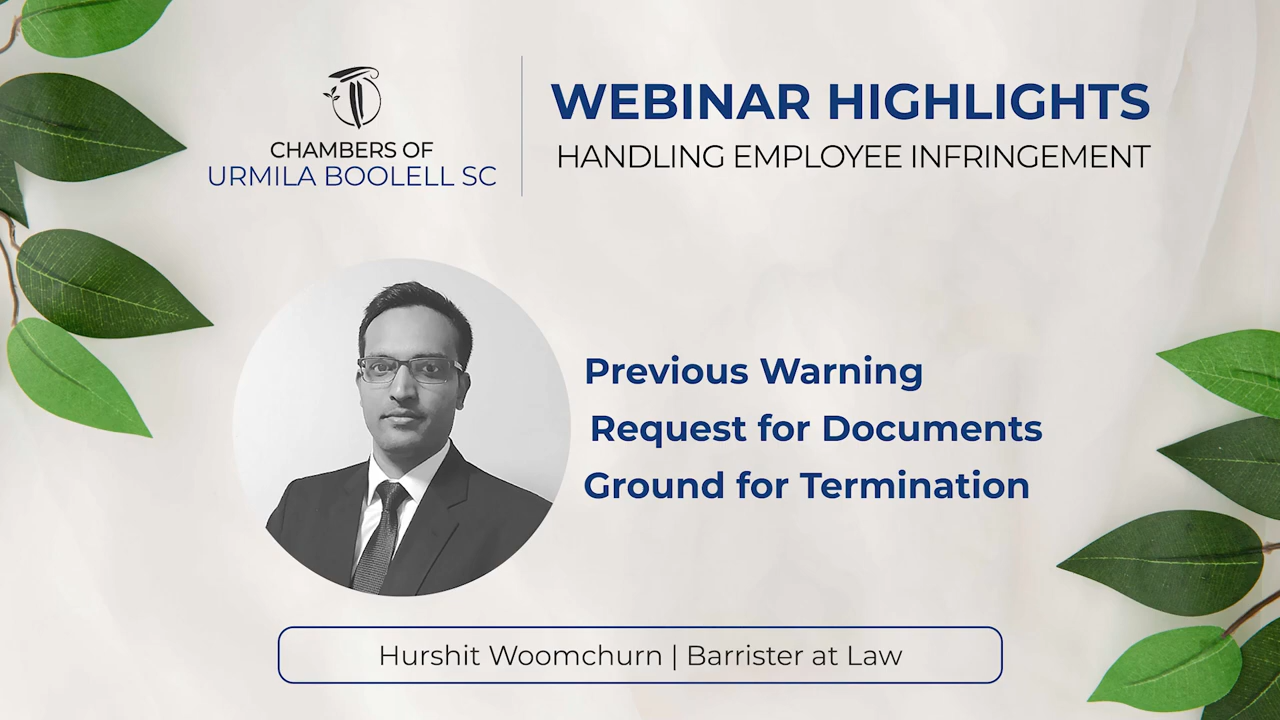 CHAMBERS OF
URMILA BOOLELL SC
WEBINAR HIGHLIGHTS
HANDLING EMPLOYEE INFRINGEMENT
Previous Warning
Request for Documents
Ground for Termination
Hurshit Woomchurn | Barrister at Law